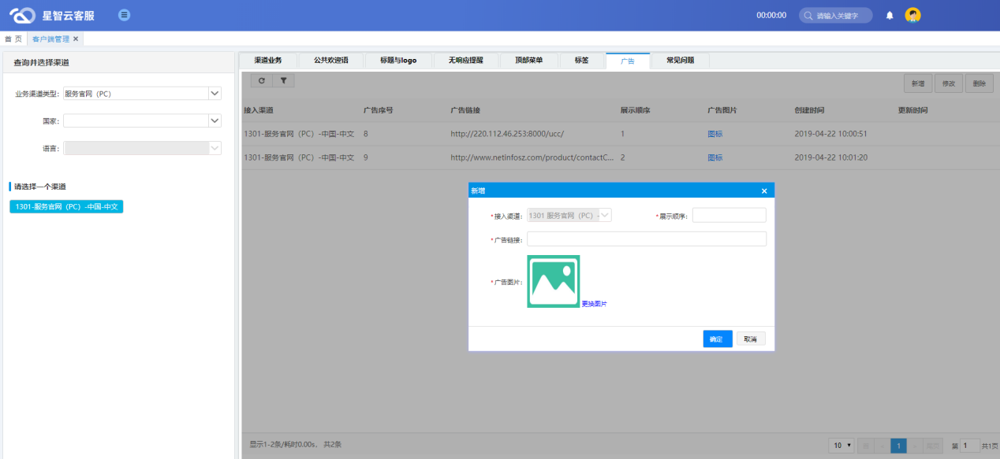 星智云客服
00:00:00
请输入关键字
首 页
客户端管理 ×
查询并选择渠道
业务渠道类型: 服务官网（PC）
国家:
语言:
请选择一个渠道
1301-服务官网（PC）-中国-中文
渠道业务 公共欢迎语 标题与logo 无响应提醒 顶部菜单 标签 广告 常见问题
新增 修改 删除
接入渠道 广告序号 广告链接 展示顺序 广告图片 创建时间 更新时间
1301-服务官网（PC）-中国-中文 8 http://220.112.46.253:8000/ucc/ 1 图标 2019-04-22 10:00:51
1301-服务官网（PC）-中国-中文 9 http://www.netinfosz.com/product/contactC... 2 图标 2019-04-22 10:01:20
新增 ×
*接入渠道: 1301 服务官网（PC）-
*展示顺序:
*广告链接:
*广告图片:
更换图片
确定 取消
显示1-2条/耗时0.00s， 共2条
10 1 第 1 共1页